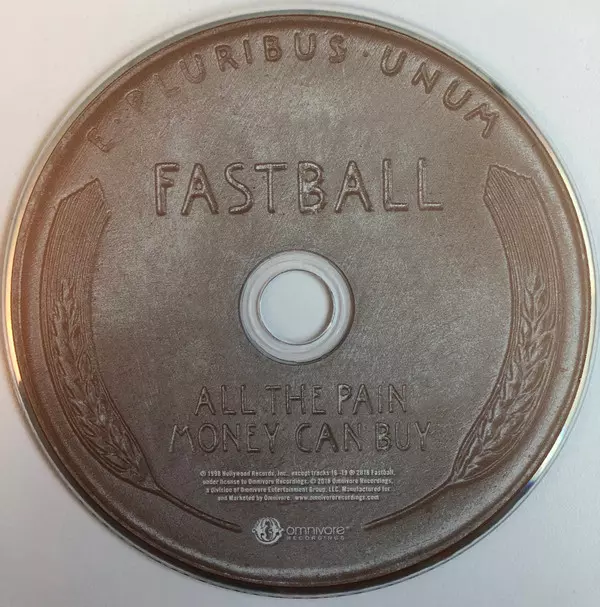 E·PLURIBUS·UNUM
FASTBALL
ALL THE PAIN
MONEY CAN BUY
℗ 1998 Hollywood Records, Inc., except tracks 16-19 ℗ 2018 Fastball,
under license to Omnivore Recordings. © 2018 Omnivore Recordings,
a Division of Omnivore Entertainment Group, LLC. Manufactured for
and Marketed by Omnivore. www.omnivorerecordings.com
omnivore
RECORDINGS